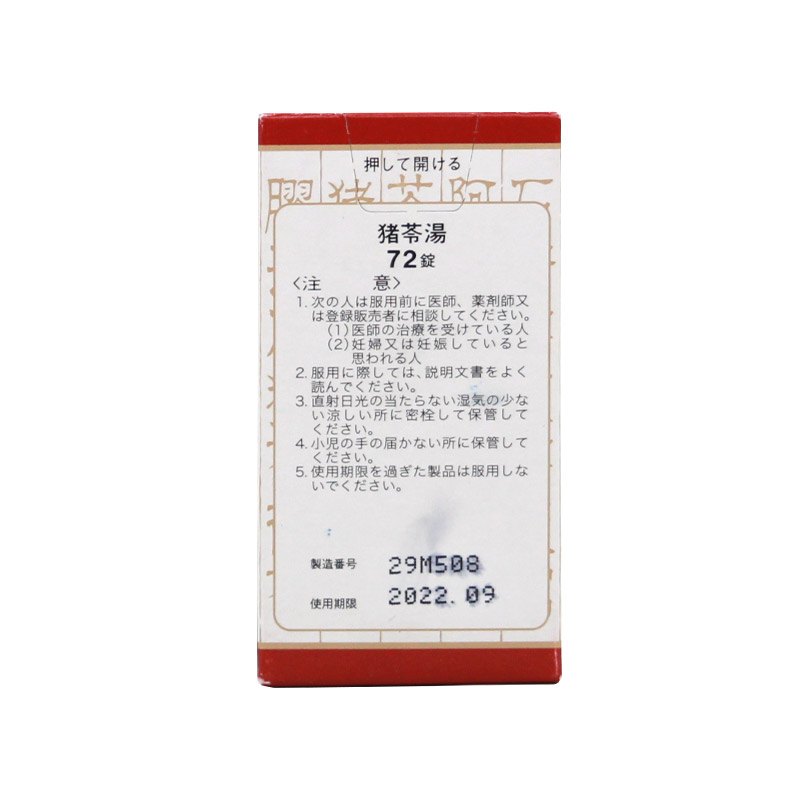 押して開ける
膠猪苓阿石
猪苓湯
72錠
〈注　意〉
1. 次の人は服用前に医師、薬剤師又
は登録販売者に相談してください。
(1)医師の治療を受けている人
(2)妊婦又は妊娠していると
思われる人
2. 服用に際しては、説明文書をよく
読んでください。
3. 直射日光の当たらない湿気の少な
い涼しい所に密栓して保管して
ください。
4. 小児の手の届かない所に保管して
ください。
5. 使用期限を過ぎた製品は服用しな
いでください。
製造番号 29M508
使用期限 2022.09